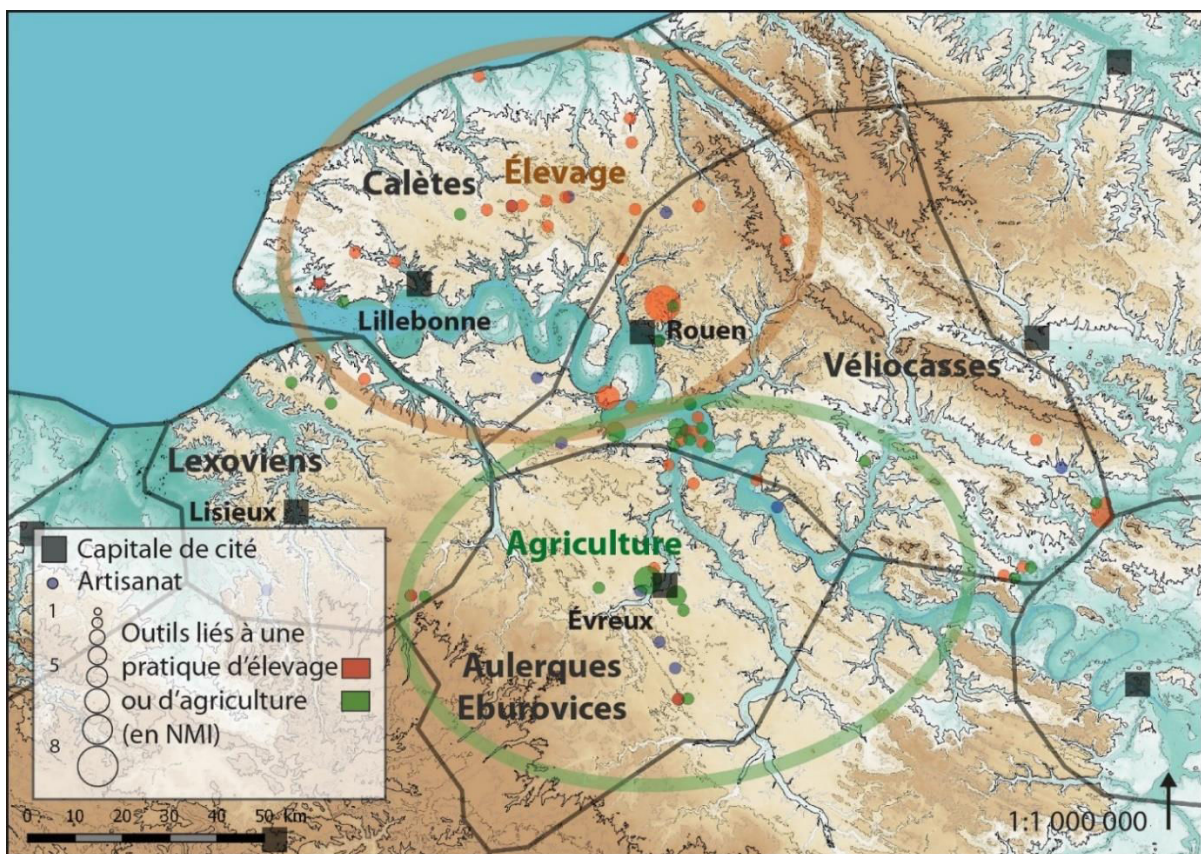 Calètes
Élevage
Lillebonne
Rouen
Véliocasses
Lexoviens
Lisieux
Agriculture
Évreux
Aulerques
Eburovices
Capitale de cité
Artisanat
1
Outils liés à une
pratique d'élevage
5
ou d'agriculture
(en NMI)
8
0 10 20 30 40 50 km
1:1 000 000